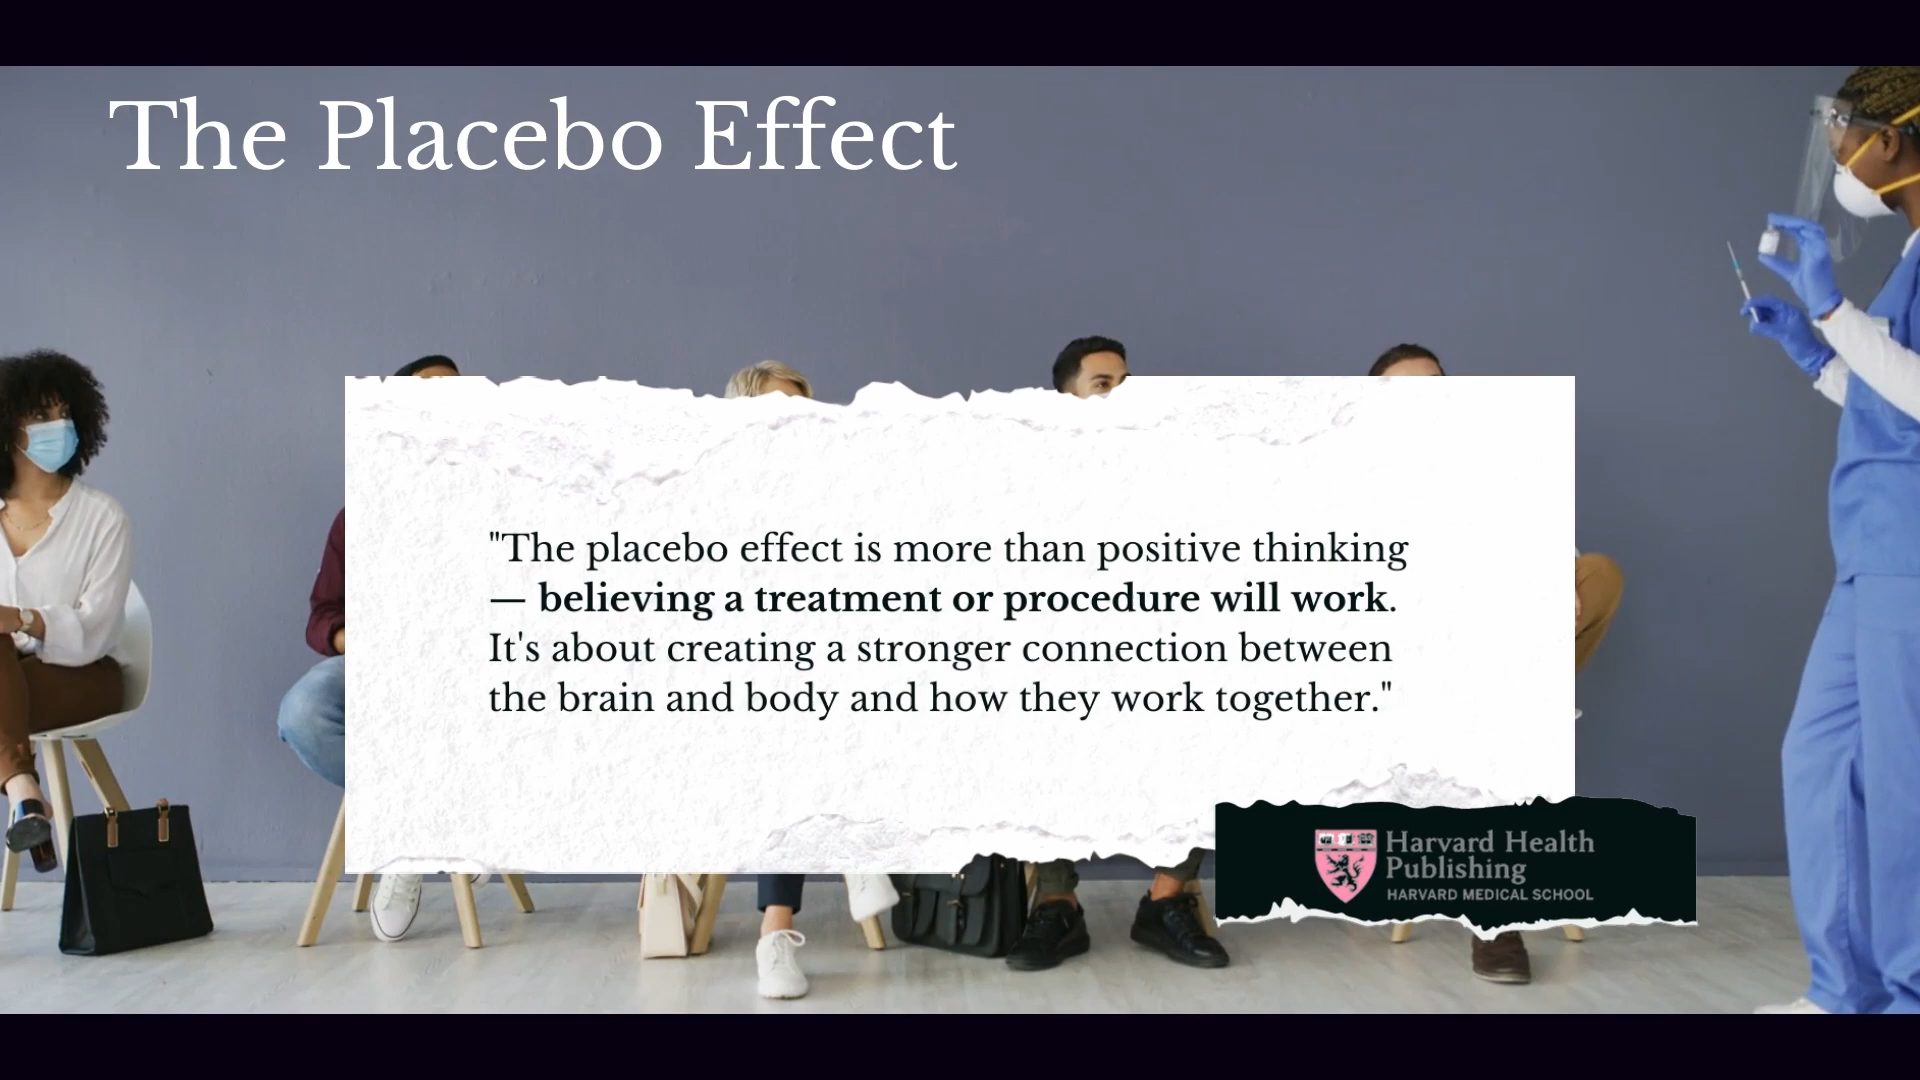 The Placebo Effect
"The placebo effect is more than positive thinking
— believing a treatment or procedure will work.
It's about creating a stronger connection between
the brain and body and how they work together."
Harvard Health
Publishing
HARVARD MEDICAL SCHOOL